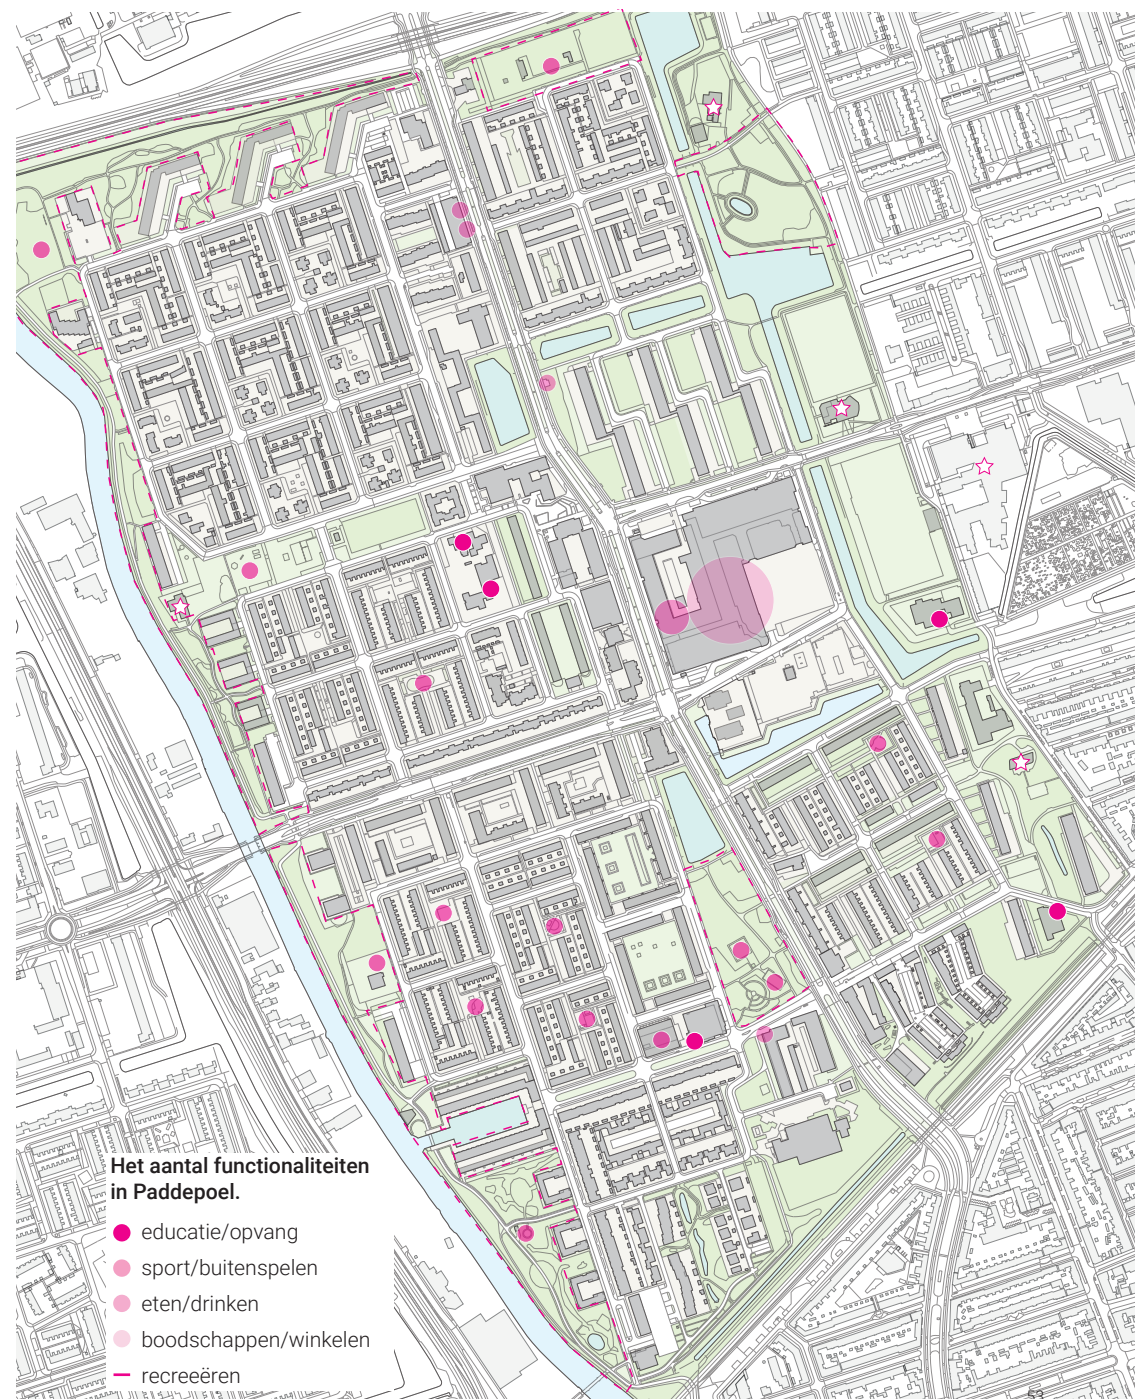 Het aantal functionaliteiten
in Paddepoel.
educatie/opvang
sport/buitenspelen
eten/drinken
boodschappen/winkelen
recreeëren